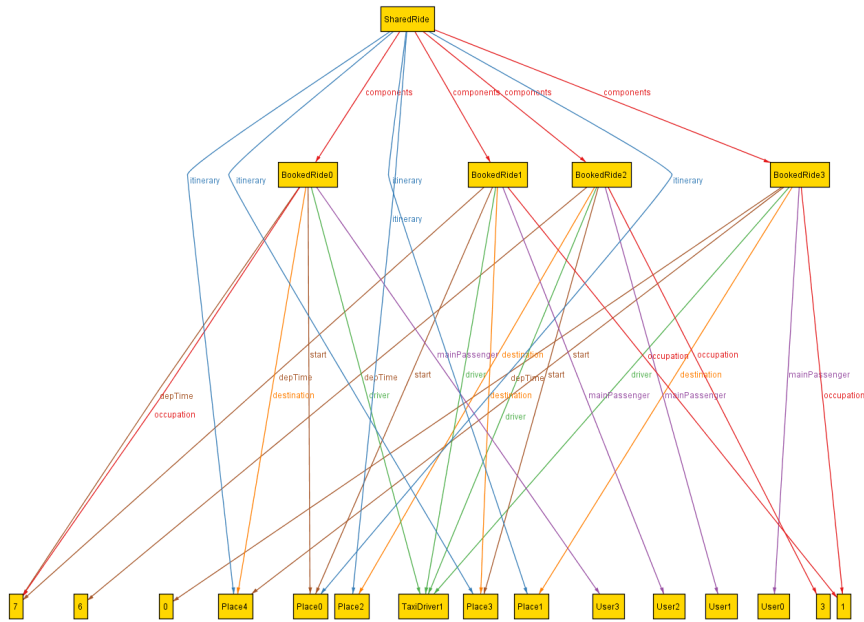 SharedRide
components
components
components
components
itinerary
itinerary
itinerary
itinerary
itinerary
BookedRide0
BookedRide1
BookedRide2
BookedRide3
start
mainPassenger
destination
start
occupation
occupation
depTime
depTime
driver
start
depTime
driver
destination
mainPassenger
depTime
destination
driver
destination
mainPassenger
mainPassenger
occupation
occupation
driver
7
6
0
Place4
Place0
Place2
TaxiDriver1
Place3
Place1
User3
User2
User1
User0
3
1